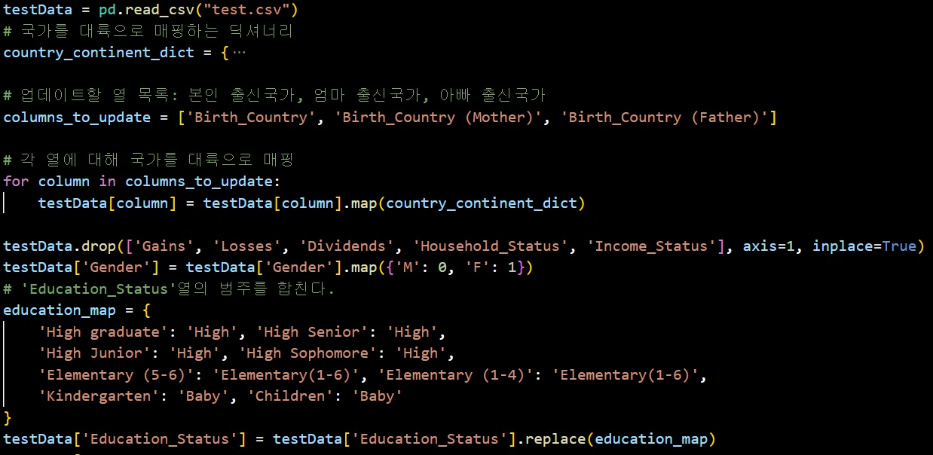 testData = pd.read_csv("test.csv")
# 국가를 대륙으로 매핑하는 딕셔너리
country_continent_dict = {…
# 업데이트할 열 목록: 본인 출신국가, 엄마 출신국가, 아빠 출신국가
columns_to_update = ['Birth_Country', 'Birth_Country (Mother)', 'Birth_Country (Father)']
# 각 열에 대해 국가를 대륙으로 매핑
for column in columns_to_update:
    testData[column] = testData[column].map(country_continent_dict)
testData.drop(['Gains', 'Losses', 'Dividends', 'Household_Status', 'Income_Status'], axis=1, inplace=True)
testData['Gender'] = testData['Gender'].map({'M': 0, 'F': 1})
# 'Education_Status'열의 범주를 합친다.
education_map = {
    'High graduate': 'High', 'High Senior': 'High',
    'High Junior': 'High', 'High Sophomore': 'High',
    'Elementary (5-6)': 'Elementary(1-6)', 'Elementary (1-4)': 'Elementary(1-6)',
    'Kindergarten': 'Baby', 'Children': 'Baby'
}
testData['Education_Status'] = testData['Education_Status'].replace(education_map)